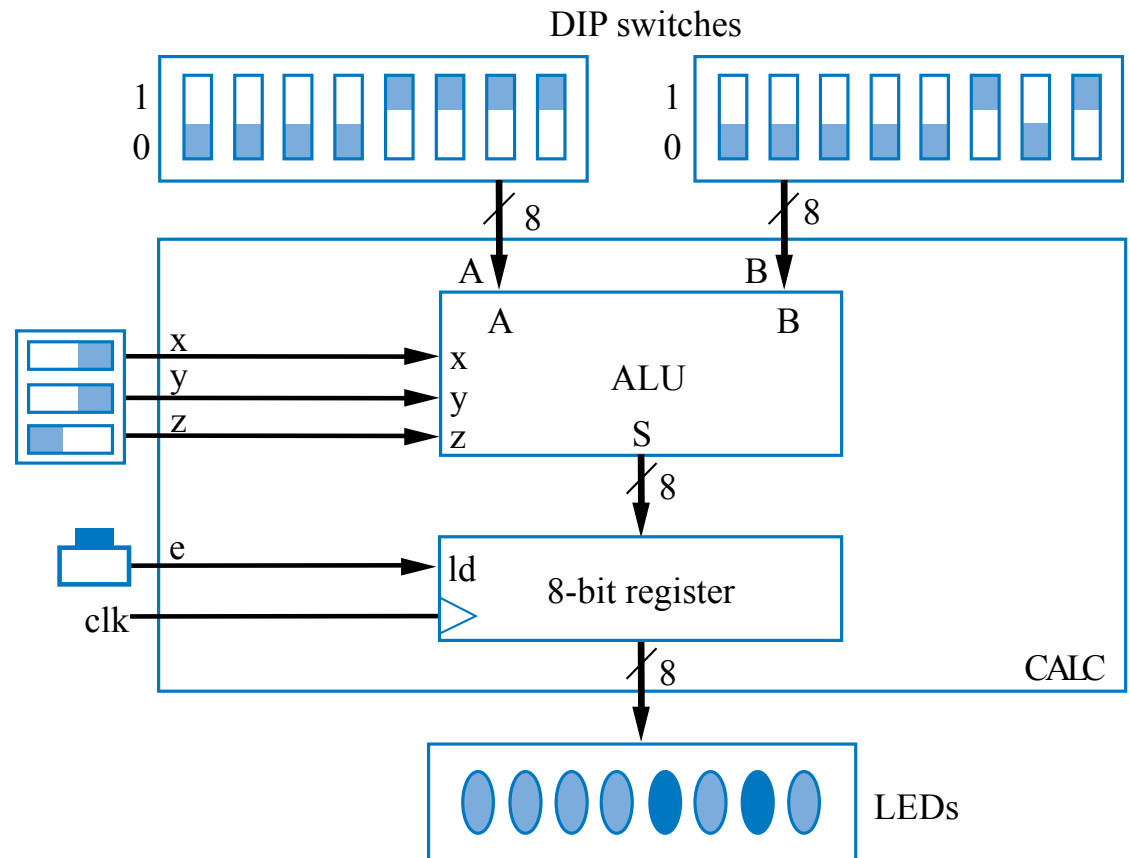 DIP switches
1
0
1
0
8
8
A
B
A
B
x
y
z
x
y
z
ALU
S
8
e
ld
8-bit register
clk
8
CALC
LEDs